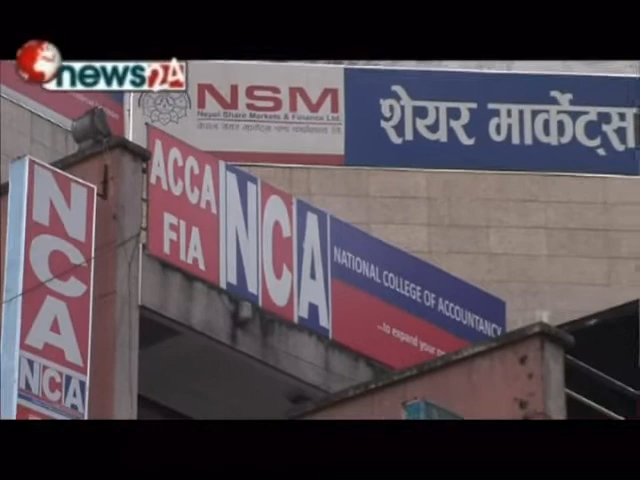 news24
NSM
Nepal Share Markets & Finance Ltd.
शेयर मार्केट्स
ACCA
FIA
NCA
NATIONAL COLLEGE OF ACCOUNTANCY
...to expand your
NCA
NCA